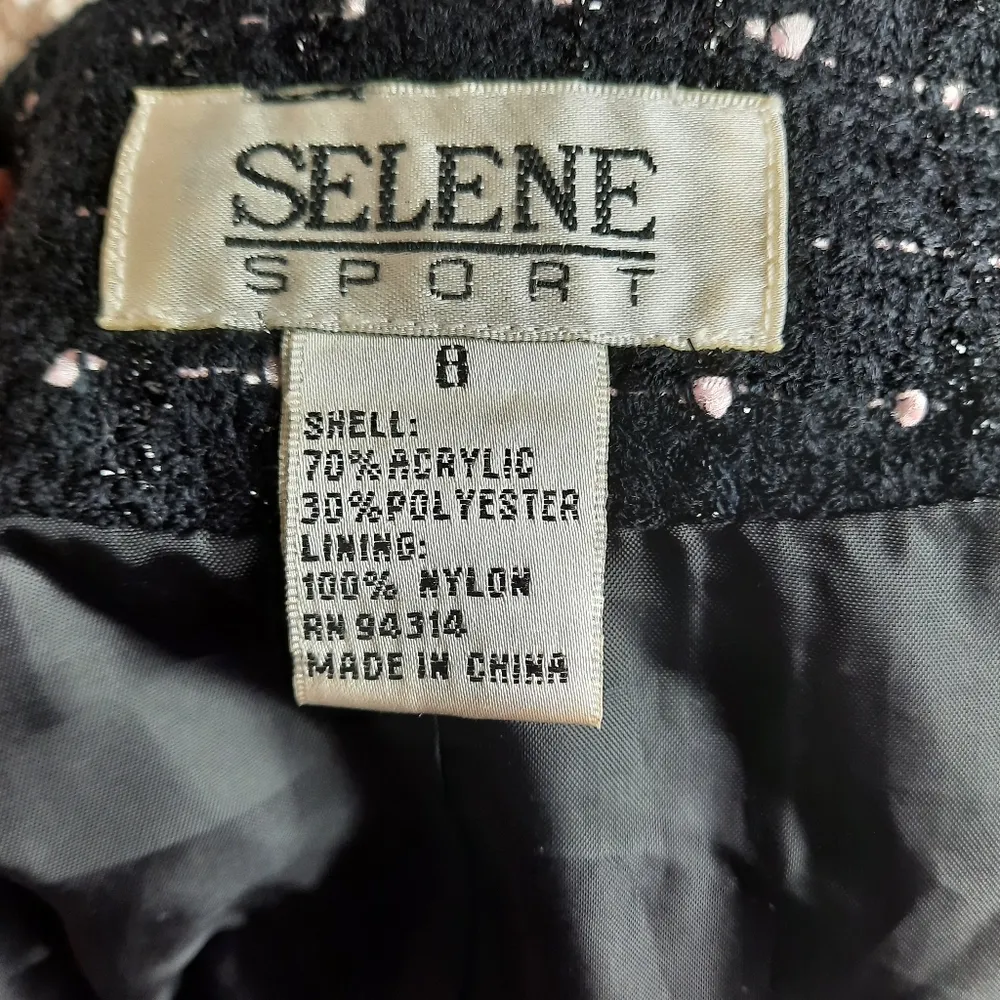 SELENE
SPORT
8
SHELL:
70% ACRYLIC
30% POLYESTER
LINING:
100% NYLON
RN 94314
MADE IN CHINA